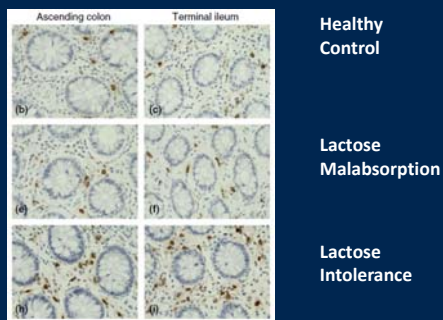 Ascending colon Terminal ileum
Healthy
Control
(b) (c)
Lactose
Malabsorption
(e) (f)
Lactose
Intolerance
(h) (i)